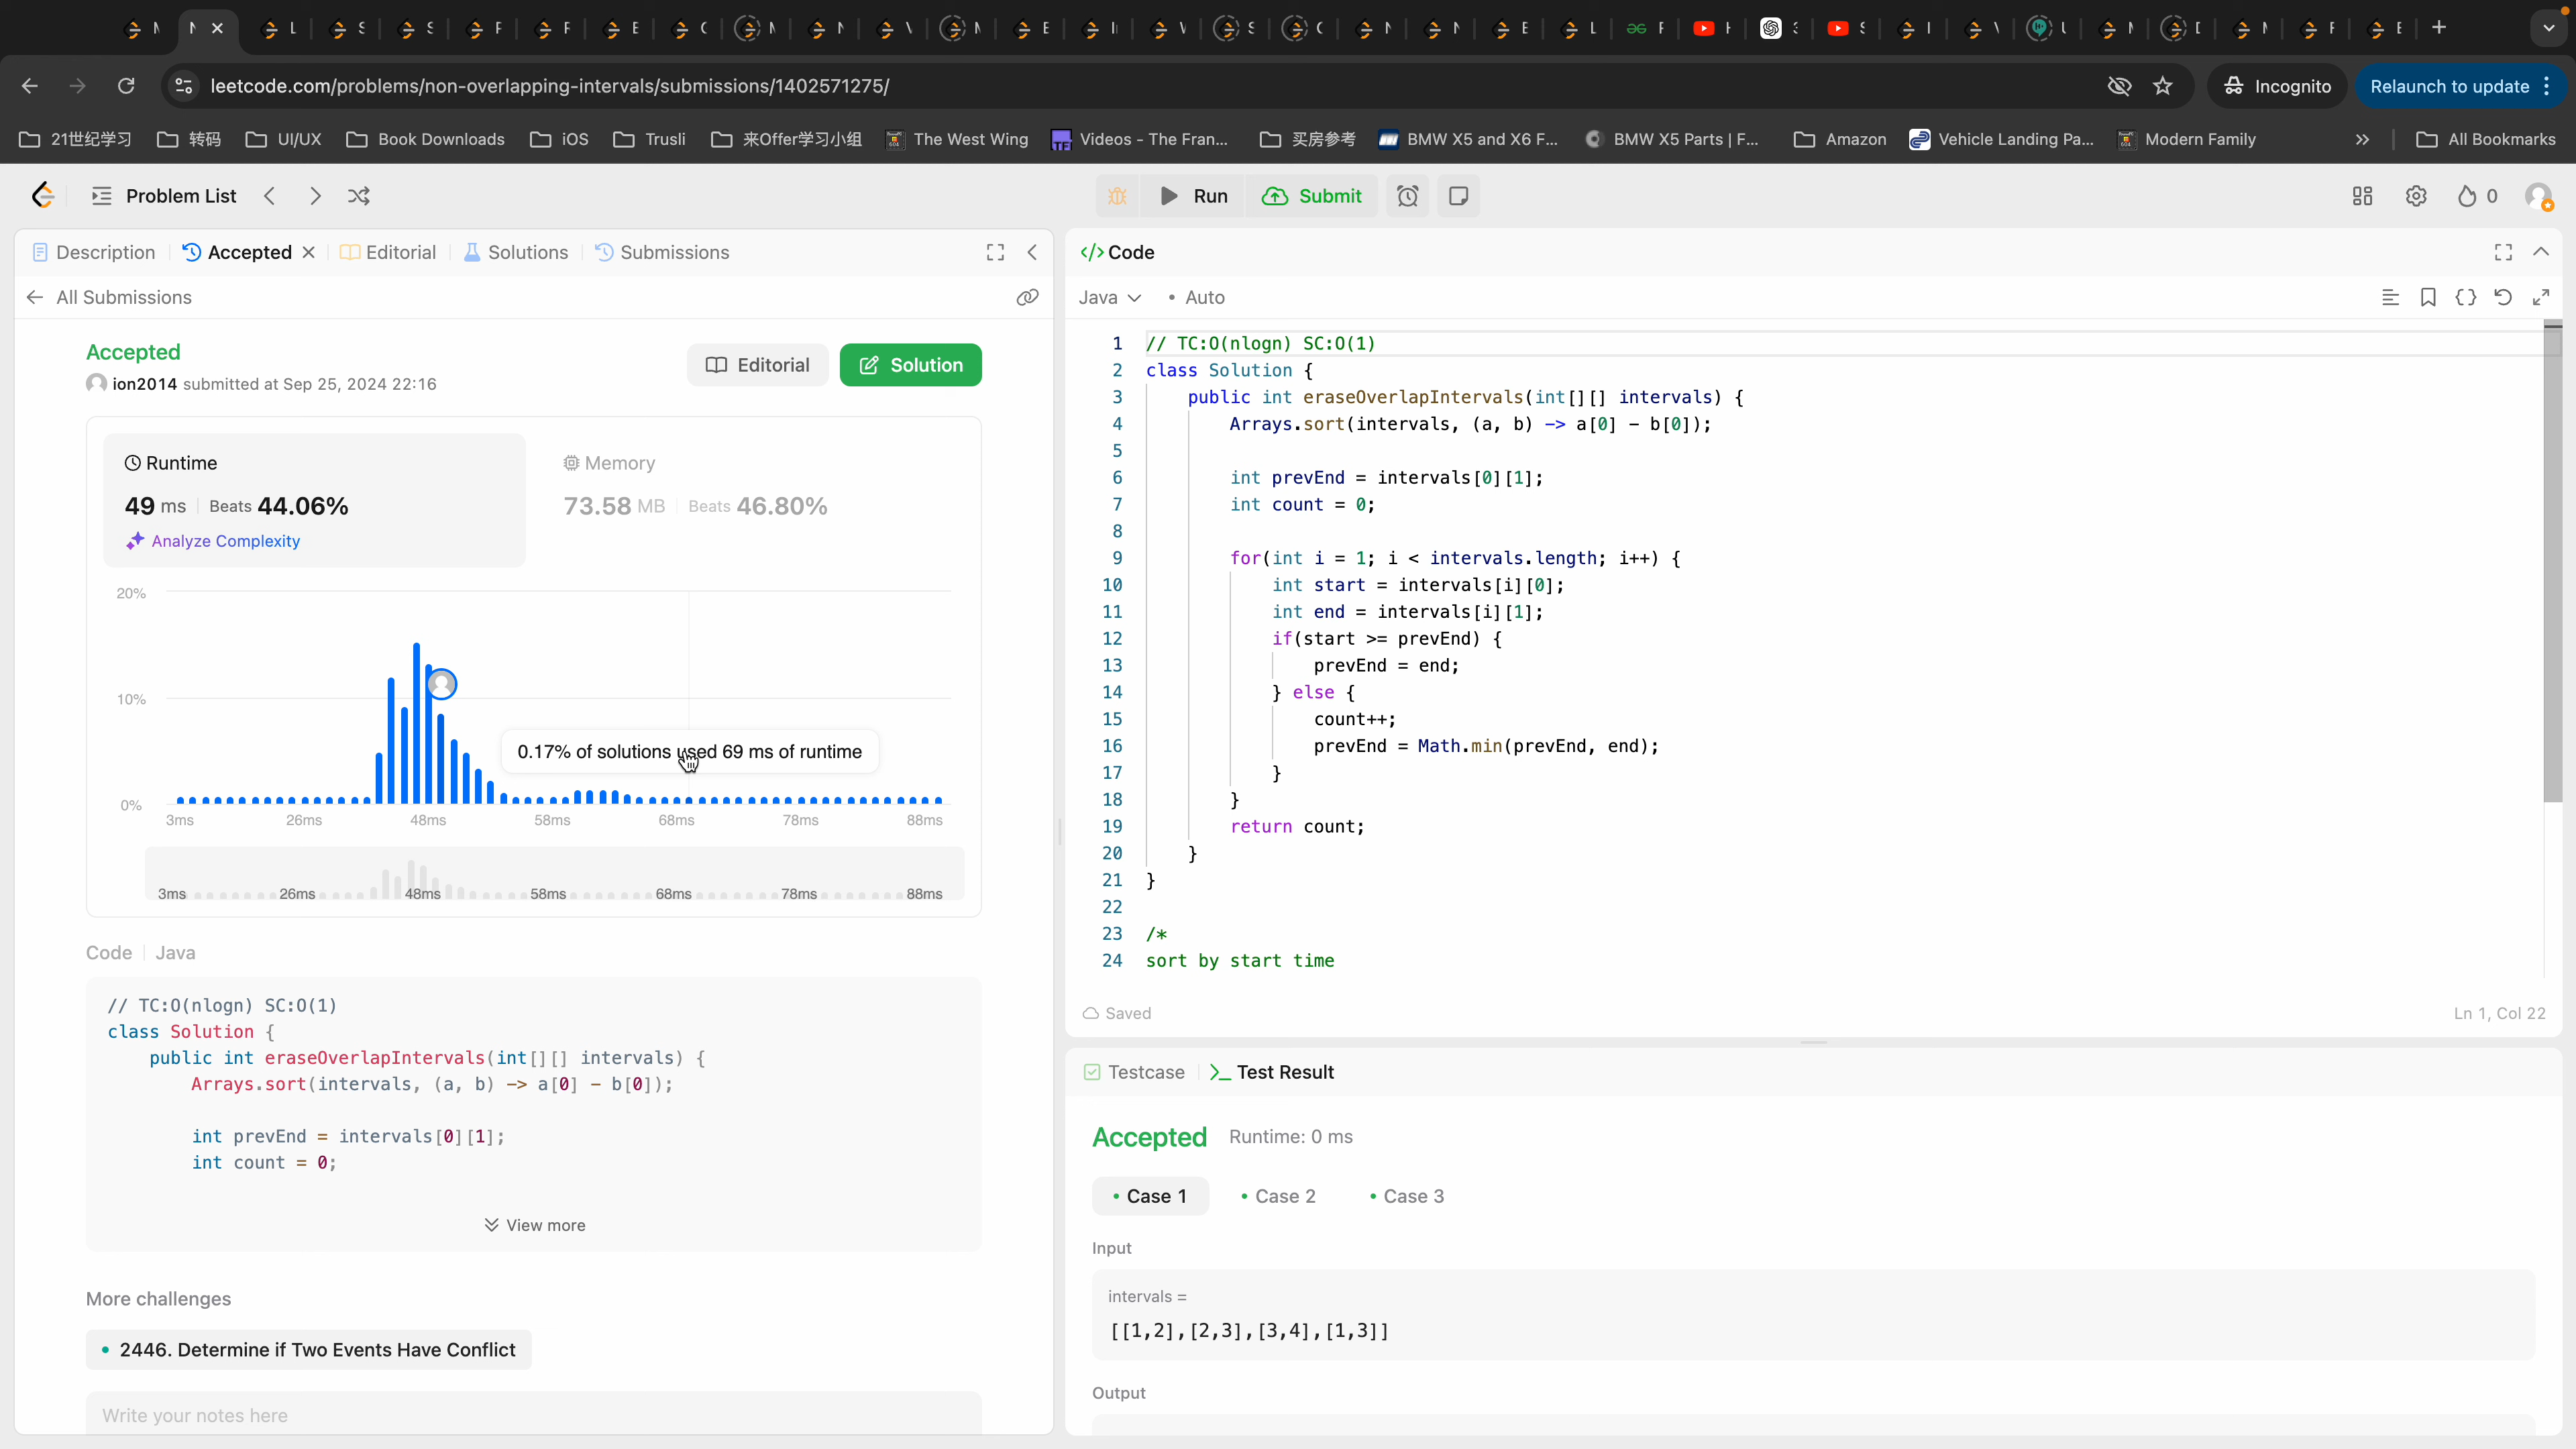 leetcode.com/problems/non-overlapping-intervals/submissions/1402571275/
Incognito
Relaunch to update
21世纪学习
转码
UI/UX
Book Downloads
iOS
Trusli
来Offer学习小组
The West Wing
Videos - The Fran...
买房参考
BMW X5 and X6 F...
BMW X5 Parts | F...
Amazon
Vehicle Landing Pa...
Modern Family
All Bookmarks
Problem List
Run
Submit
0
Description
Accepted
Editorial
Solutions
Submissions
All Submissions
Accepted
ion2014 submitted at Sep 25, 2024 22:16
Editorial
Solution
Runtime
49 ms | Beats 44.06%
Analyze Complexity
Memory
73.58 MB | Beats 46.80%
20%
10%
0%
0.17% of solutions used 69 ms of runtime
3ms 26ms 48ms 58ms 68ms 78ms 88ms
3ms 26ms 48ms 58ms 68ms 78ms 88ms
Code | Java
// TC:O(nlogn) SC:O(1)
class Solution {
public int eraseOverlapIntervals(int[][] intervals) {
Arrays.sort(intervals, (a, b) -> a[0] - b[0]);
int prevEnd = intervals[0][1];
int count = 0;
View more
More challenges
2446. Determine if Two Events Have Conflict
Write your notes here
</> Code
Java
Auto
1 // TC:O(nlogn) SC:O(1)
2 class Solution {
3 public int eraseOverlapIntervals(int[][] intervals) {
4 Arrays.sort(intervals, (a, b) -> a[0] - b[0]);
5
6 int prevEnd = intervals[0][1];
7 int count = 0;
8
9 for(int i = 1; i < intervals.length; i++) {
10 int start = intervals[i][0];
11 int end = intervals[i][1];
12 if(start >= prevEnd) {
13 prevEnd = end;
14 } else {
15 count++;
16 prevEnd = Math.min(prevEnd, end);
17 }
18 }
19 return count;
20 }
21 }
22
23 /*
24 sort by start time
Saved
Ln 1, Col 22
Testcase
Test Result
Accepted
Runtime: 0 ms
Case 1
Case 2
Case 3
Input
intervals =
[[1,2],[2,3],[3,4],[1,3]]
Output